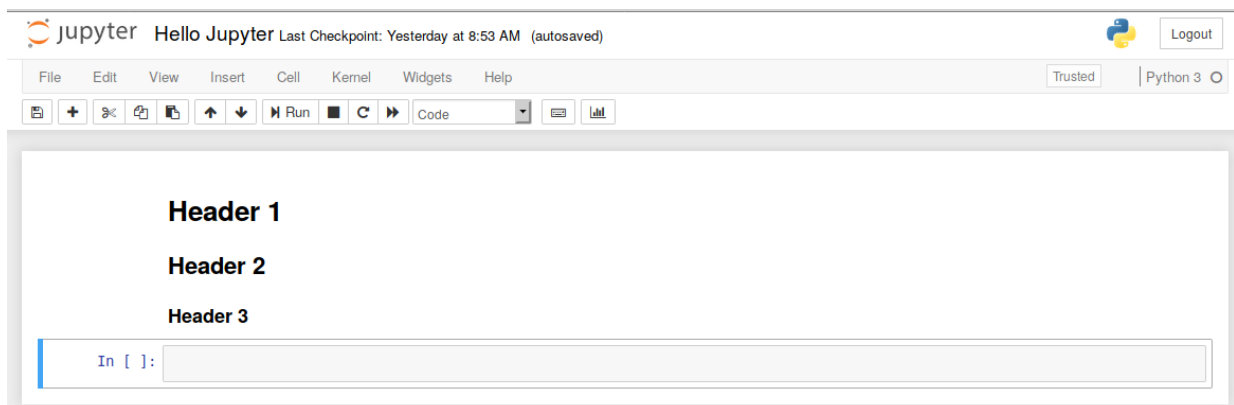 jupyter Hello Jupyter Last Checkpoint: Yesterday at 8:53 AM (autosaved) Logout
File Edit View Insert Cell Kernel Widgets Help Trusted Python 3
Run Code
Header 1
Header 2
Header 3
In [ ]: